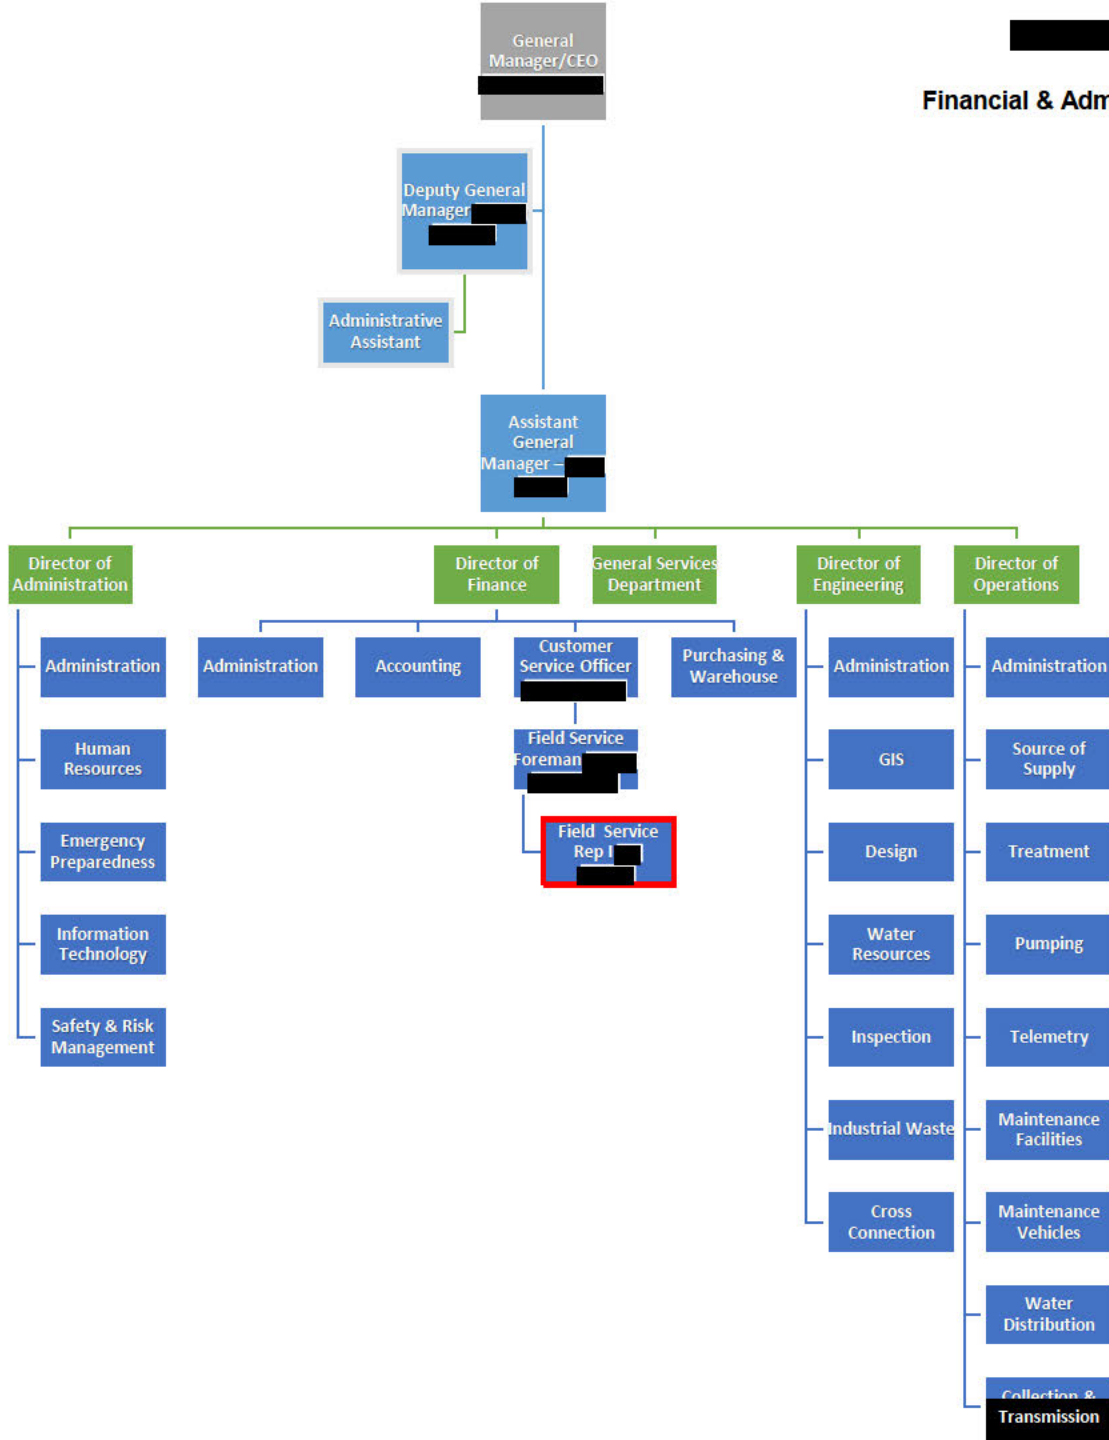 General
Manager/CEO
Financial & Adm
Deputy General
Manager
Administrative
Assistant
Assistant
General
Manager –
Director of
Administration
Director of
Finance
General Services
Department
Director of
Engineering
Director of
Operations
Administration
Human
Resources
Emergency
Preparedness
Information
Technology
Safety & Risk
Management
Administration
Accounting
Customer
Service Officer
Field Service
Foreman
Field Service
Rep I
Purchasing &
Warehouse
Administration
GIS
Design
Water
Resources
Inspection
Industrial Waste
Cross
Connection
Administration
Source of
Supply
Treatment
Pumping
Telemetry
Maintenance
Facilities
Maintenance
Vehicles
Water
Distribution
Collection &
Transmission